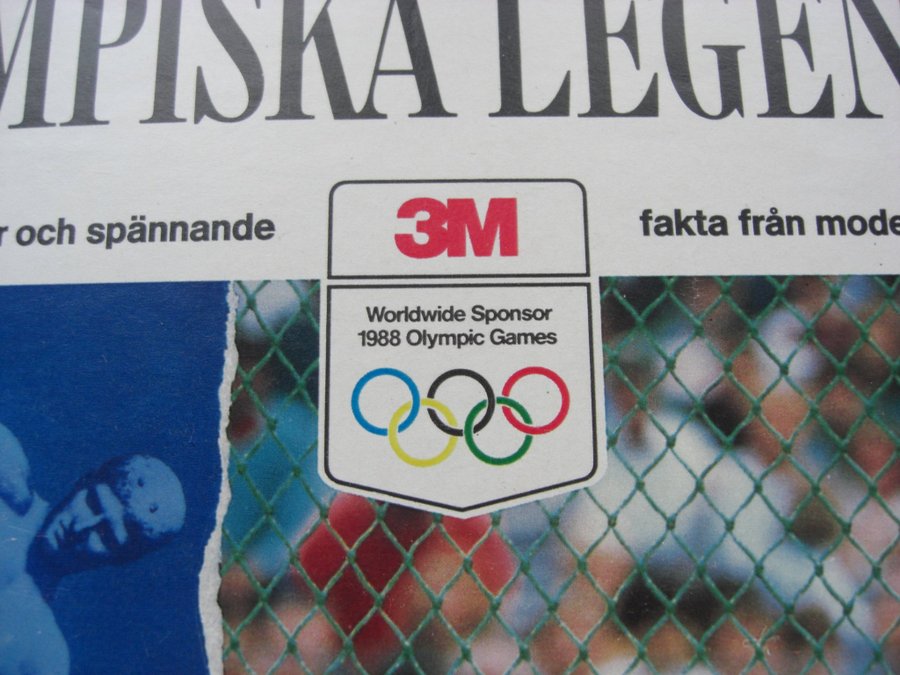 MPISKA LEGEN
r och spännande
3M
fakta från mode
Worldwide Sponsor
1988 Olympic Games